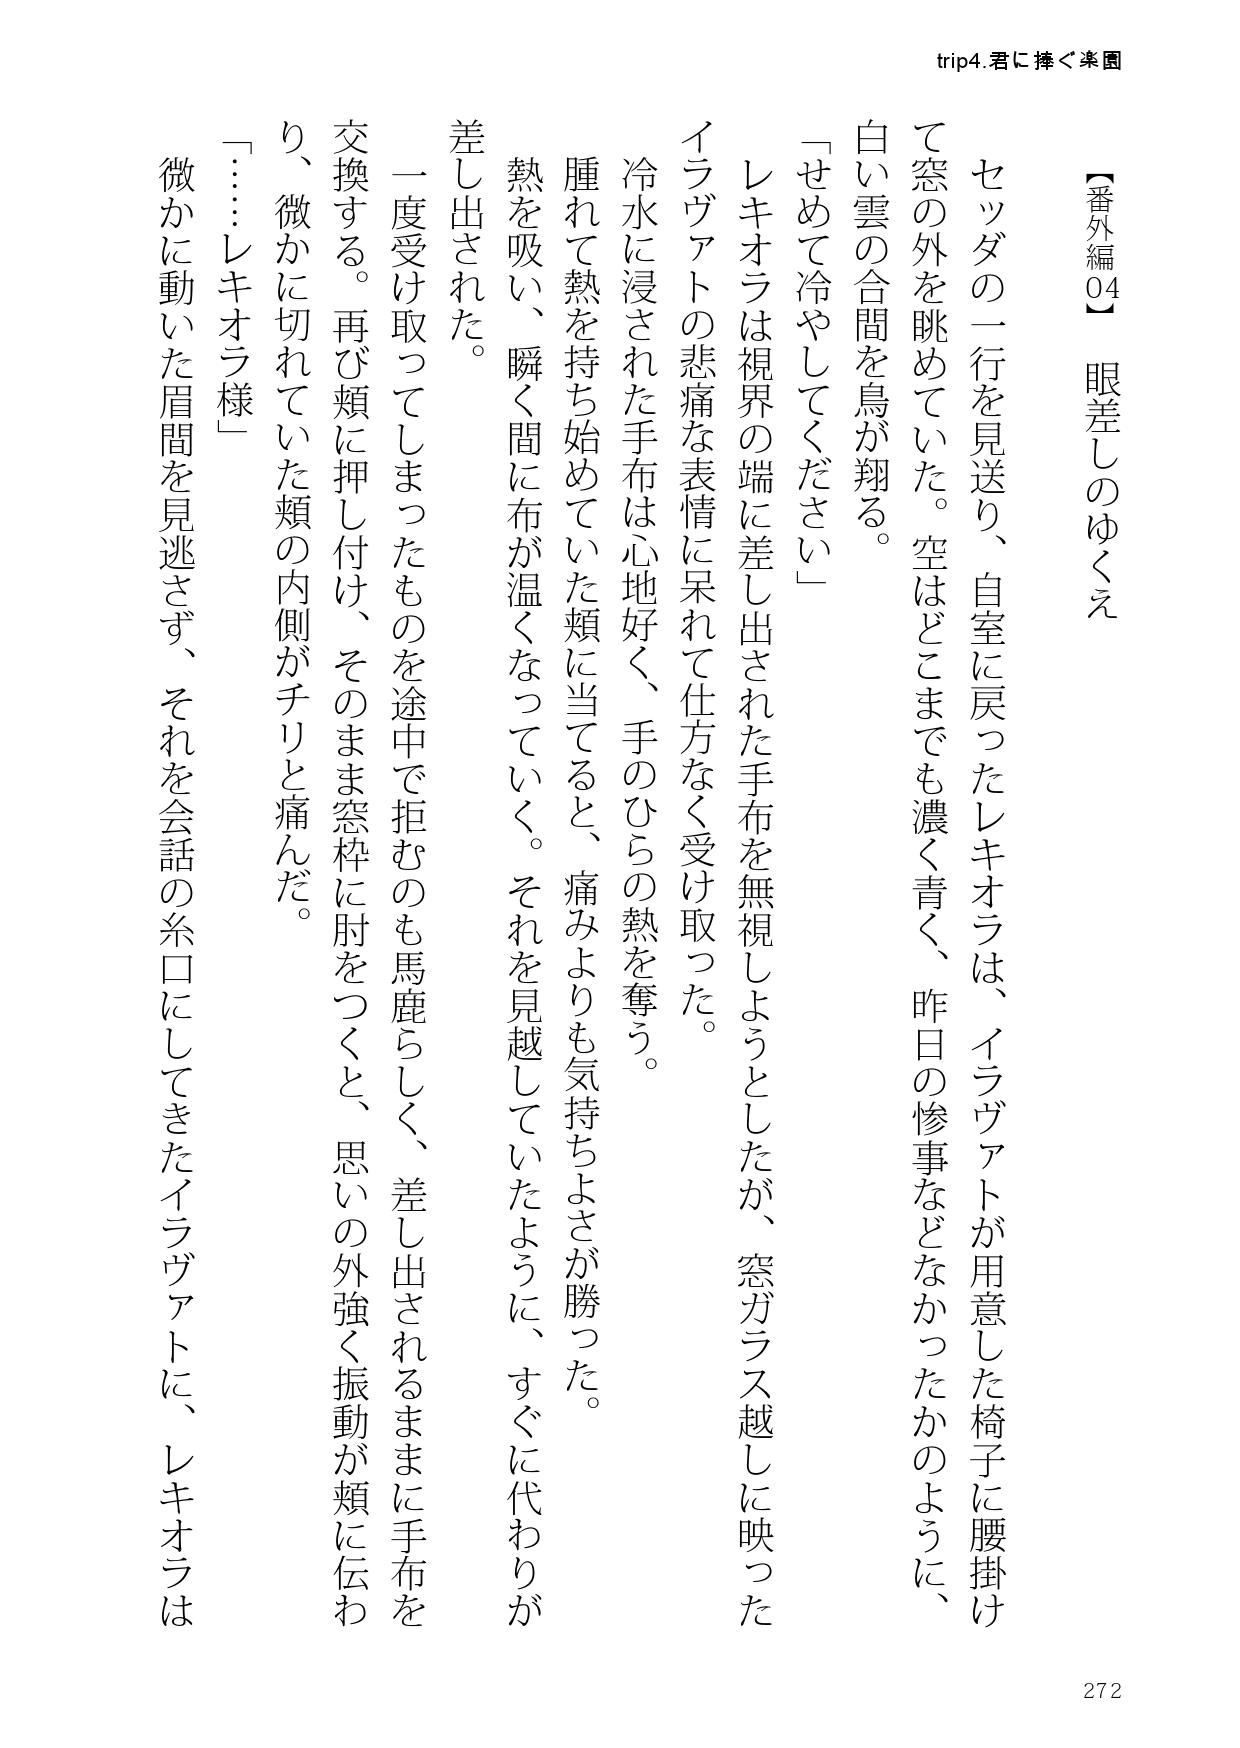 trip4.君に捧ぐ楽園
【番外編04】　眼差しのゆくえ
　セッダの一行を見送り、自室に戻ったレキオラは、イラヴァトが用意した椅子に腰掛け
て窓の外を眺めていた。空はどこまでも濃く青く、昨日の惨事などなかったかのように、
白い雲の合間を鳥が翔る。
「せめて冷やしてください」
　レキオラは視界の端に差し出された手布を無視しようとしたが、窓ガラス越しに映った
イラヴァトの悲痛な表情に呆れて仕方なく受け取った。
　冷水に浸された手布は心地好く、手のひらの熱を奪う。
　腫れて熱を持ち始めていた頬に当てると、痛みよりも気持ちよさが勝った。
　熱を吸い、瞬く間に布が温くなっていく。それを見越していたように、すぐに代わりが
差し出された。
　一度受け取ってしまったものを途中で拒むのも馬鹿らしく、差し出されるままに手布を
交換する。再び頬に押し付け、そのまま窓枠に肘をつくと、思いの外強く振動が頬に伝わ
り、微かに切れていた頬の内側がチリと痛んだ。
「……レキオラ様」
　微かに動いた眉間を見逃さず、それを会話の糸口にしてきたイラヴァトに、レキオラは
272